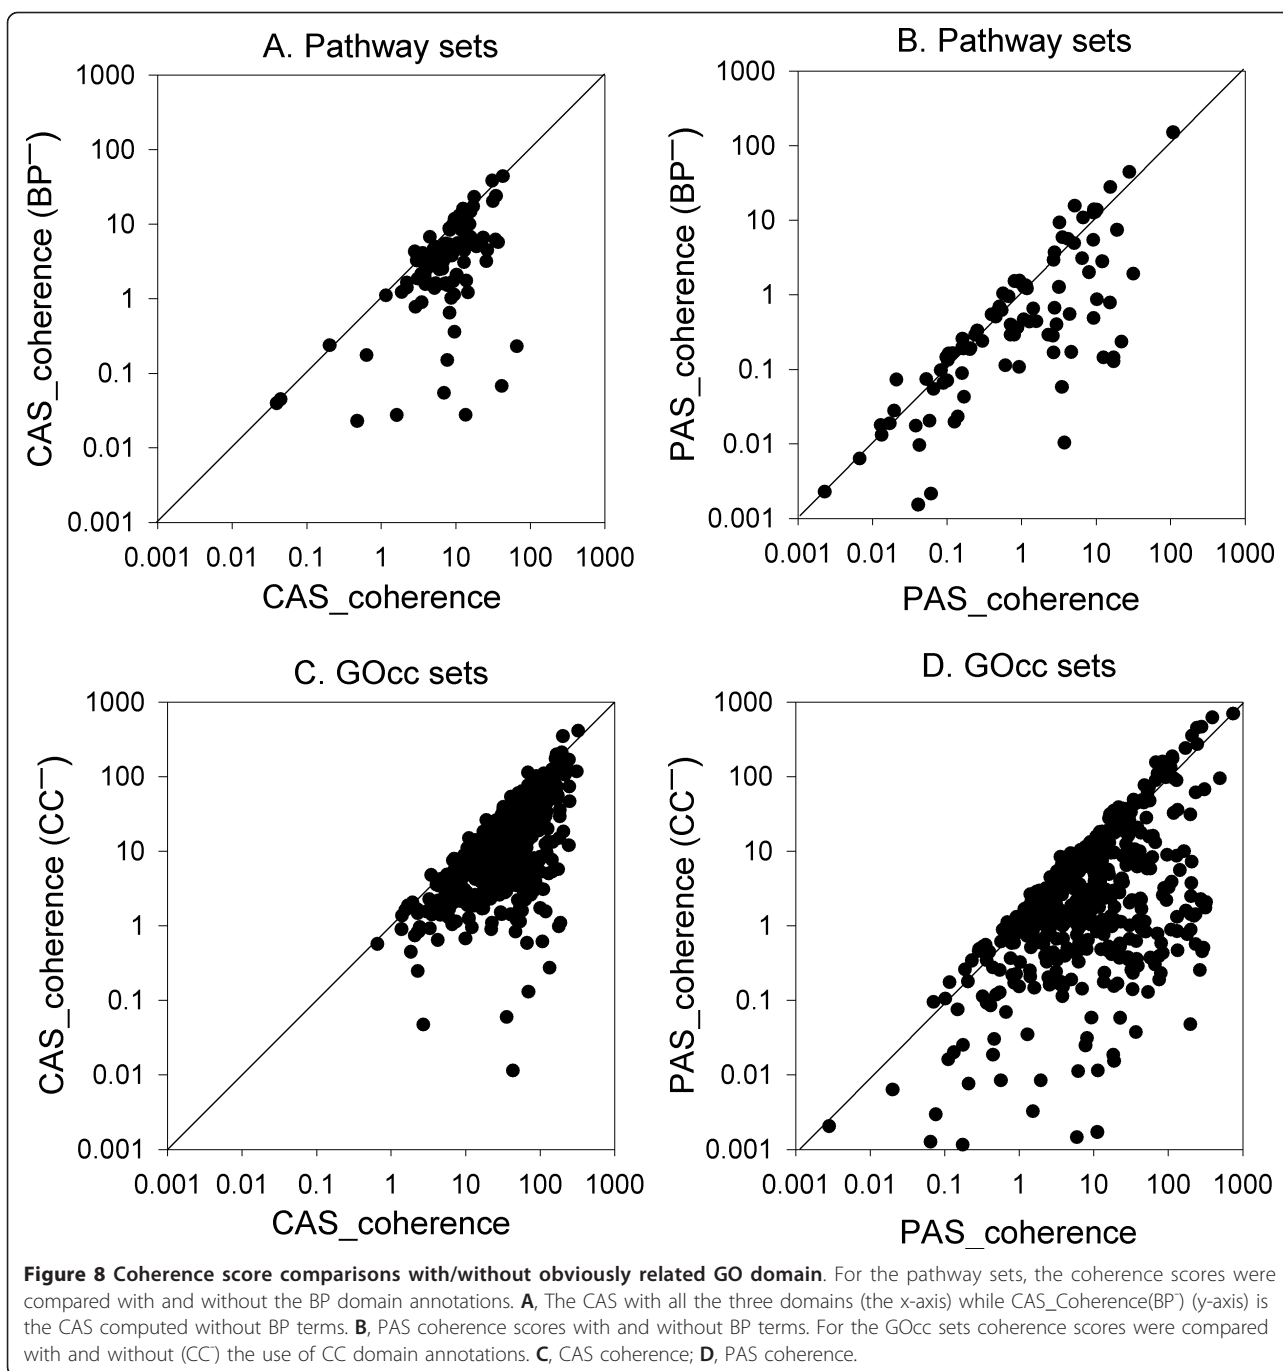 A. Pathway sets
1000
100
10
1
0.1
0.01
0.001
CAS_coherence (BP⁻)
0.001 0.01 0.1 1 10 100 1000
CAS_coherence
B. Pathway sets
1000
100
10
1
0.1
0.01
0.001
PAS_coherence (BP⁻)
0.001 0.01 0.1 1 10 100 1000
PAS_coherence
C. GOcc sets
1000
100
10
1
0.1
0.01
0.001
CAS_coherence (CC⁻)
0.001 0.01 0.1 1 10 100 1000
CAS_coherence
D. GOcc sets
1000
100
10
1
0.1
0.01
0.001
PAS_coherence (CC⁻)
0.001 0.01 0.1 1 10 100 1000
PAS_coherence
Figure 8 Coherence score comparisons with/without obviously related GO domain. For the pathway sets, the coherence scores were
compared with and without the BP domain annotations. A, The CAS with all the three domains (the x-axis) while CAS_Coherence(BP⁻) (y-axis) is
the CAS computed without BP terms. B, PAS coherence scores with and without BP terms. For the GOcc sets coherence scores were compared
with and without (CC⁻) the use of CC domain annotations. C, CAS coherence; D, PAS coherence.